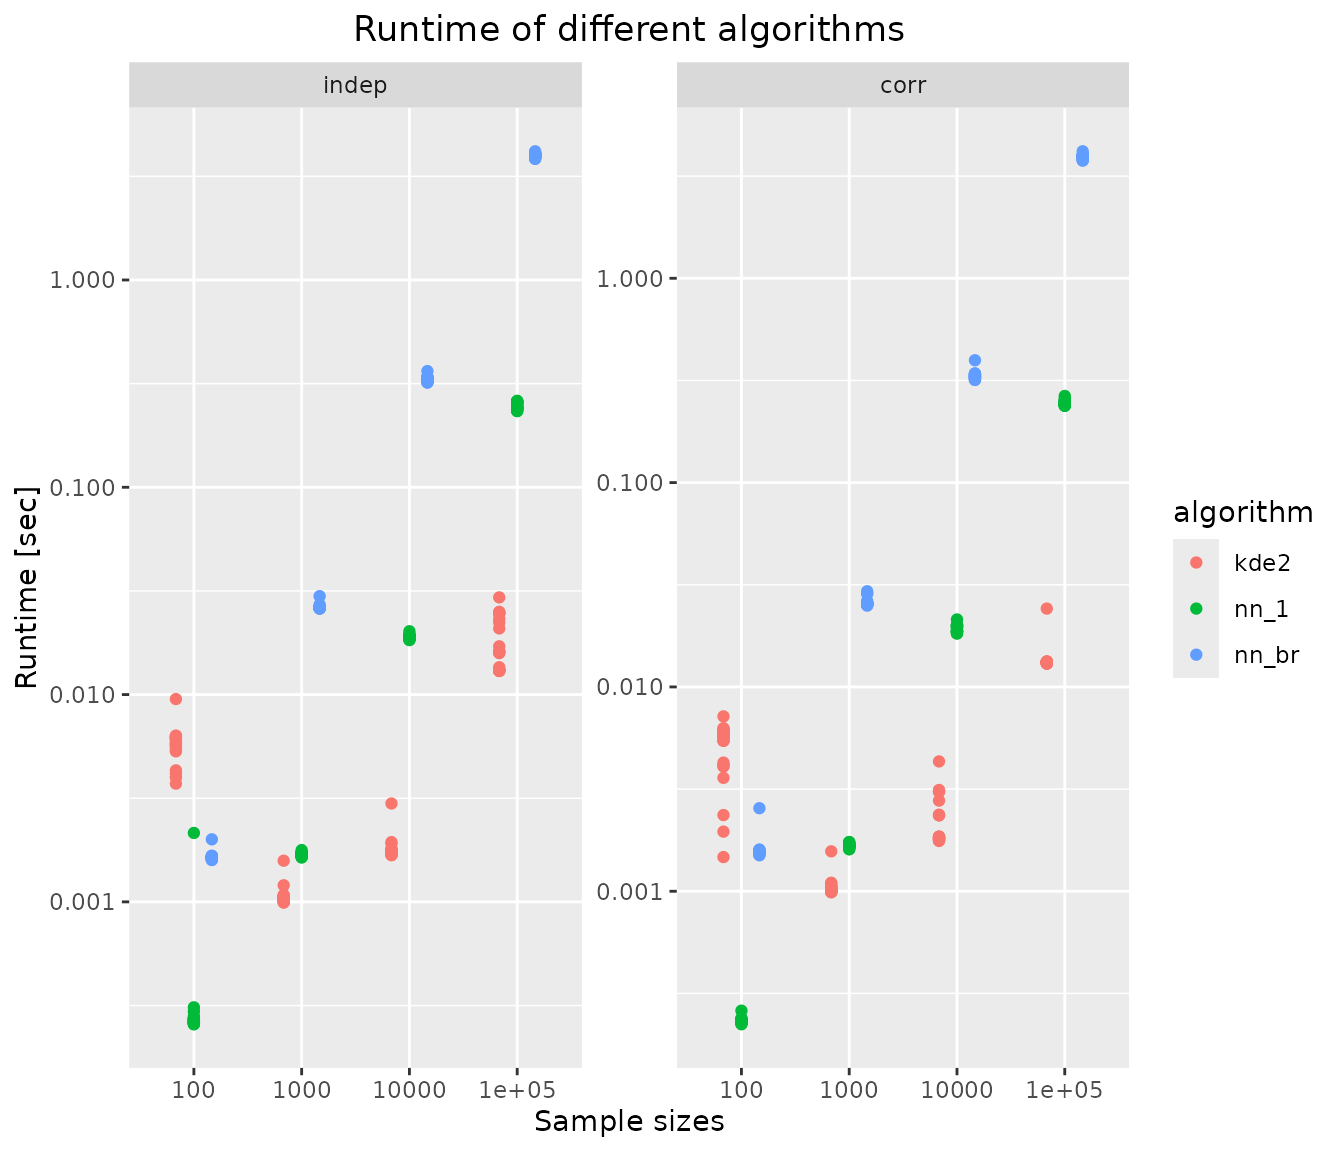 Runtime of different algorithms
indep
corr
Runtime [sec]
1.000
0.100
0.010
0.001
1.000
0.100
0.010
0.001
100 1000 10000 1e+05
100 1000 10000 1e+05
Sample sizes
algorithm
kde2
nn_1
nn_br